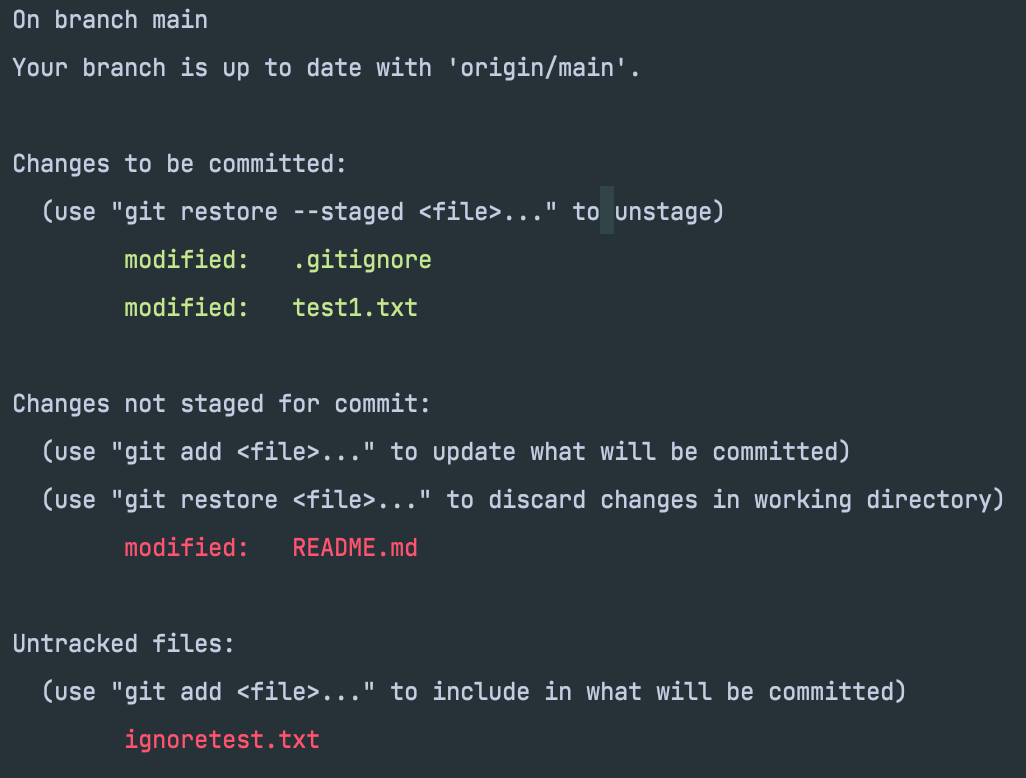 On branch main
Your branch is up to date with 'origin/main'.
Changes to be committed:
  (use "git restore --staged <file>..." to unstage)
        modified:   .gitignore
        modified:   test1.txt
Changes not staged for commit:
  (use "git add <file>..." to update what will be committed)
  (use "git restore <file>..." to discard changes in working directory)
        modified:   README.md
Untracked files:
  (use "git add <file>..." to include in what will be committed)
        ignoretest.txt